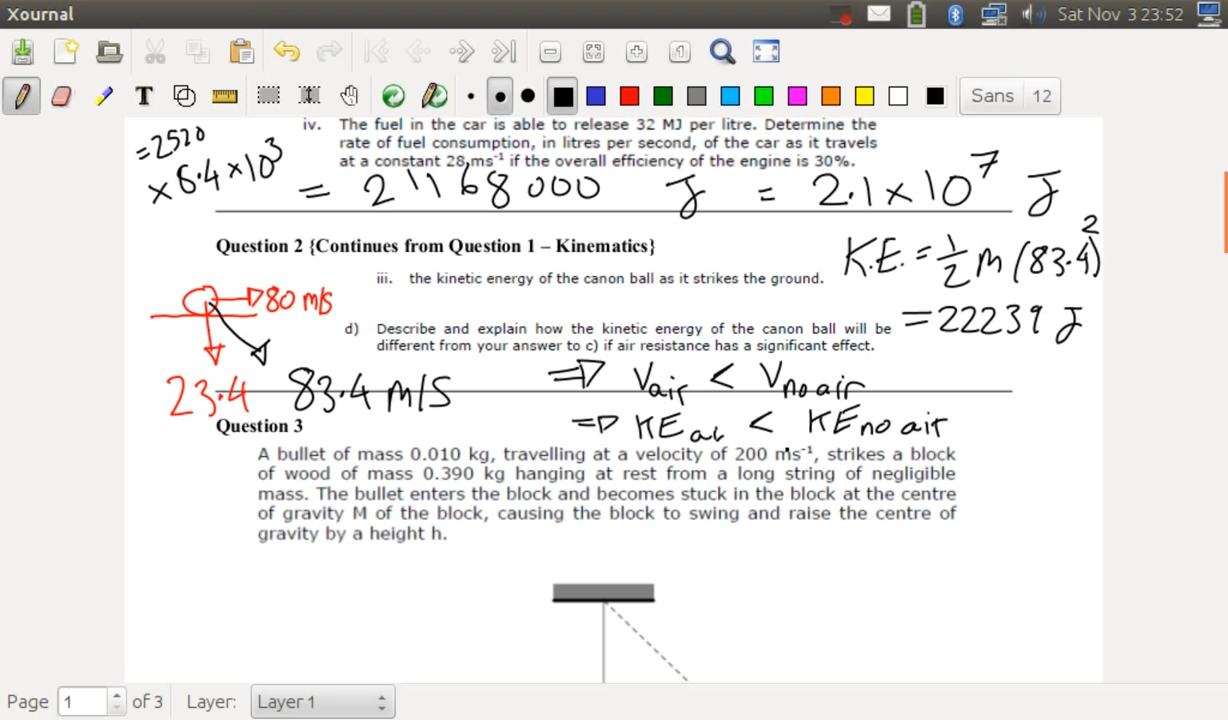 Xournal
Sat Nov 3 23:52
T
Sans 12
iv. The fuel in the car is able to release 32 MJ per litre. Determine the
rate of fuel consumption, in litres per second, of the car as it travels
at a constant 28 ms⁻¹ if the overall efficiency of the engine is 30%.
=2520
×8.4×10³
= 21168000 J = 2.1×10⁷ J
Question 2 {Continues from Question 1 – Kinematics}
K.E. = 1/2 m (83.4)²
iii. the kinetic energy of the canon ball as it strikes the ground.
80 m/s
= 22239 J
d) Describe and explain how the kinetic energy of the canon ball will be
different from your answer to c) if air resistance has a significant effect.
23.4 83.4 m/s
⇒ Vair < Vno air
Question 3
⇒ KE < KE no air
A bullet of mass 0.010 kg, travelling at a velocity of 200 ms⁻¹, strikes a block
of wood of mass 0.390 kg hanging at rest from a long string of negligible
mass. The bullet enters the block and becomes stuck in the block at the centre
of gravity M of the block, causing the block to swing and raise the centre of
gravity by a height h.
Page 1 of 3 Layer: Layer 1